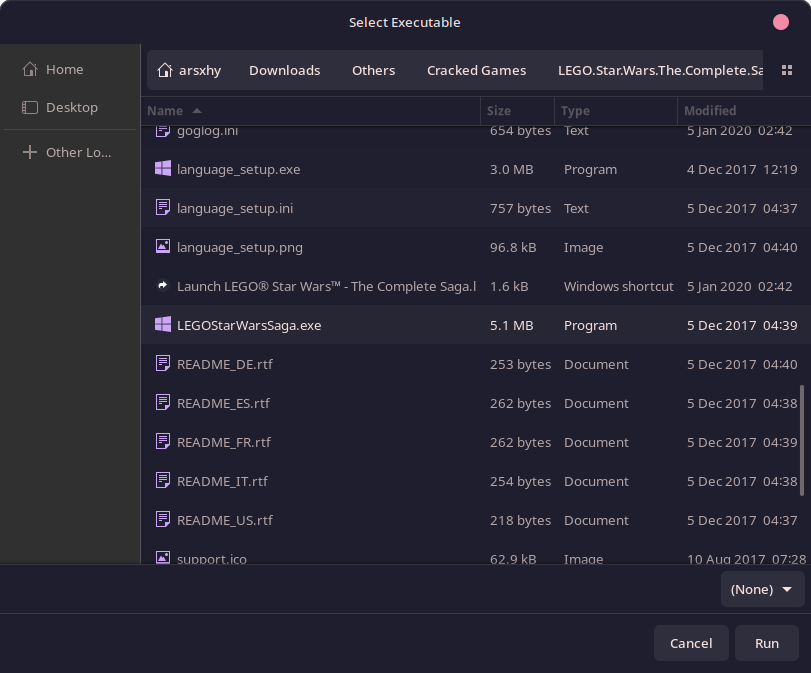 Select Executable
Home
Desktop
Other Lo...
arsxhy Downloads Others Cracked Games LEGO.Star.Wars.The.Complete.Sa
Name Size Type Modified
goglog.ini 654 bytes Text 5 Jan 2020 02:42
language_setup.exe 3.0 MB Program 4 Dec 2017 12:19
language_setup.ini 757 bytes Text 5 Dec 2017 04:37
language_setup.png 96.8 kB Image 5 Dec 2017 04:40
Launch LEGO® Star Wars™ - The Complete Saga.l 1.6 kB Windows shortcut 5 Jan 2020 02:42
LEGOStarWarsSaga.exe 5.1 MB Program 5 Dec 2017 04:39
README_DE.rtf 253 bytes Document 5 Dec 2017 04:40
README_ES.rtf 262 bytes Document 5 Dec 2017 04:38
README_FR.rtf 262 bytes Document 5 Dec 2017 04:39
README_IT.rtf 254 bytes Document 5 Dec 2017 04:38
README_US.rtf 218 bytes Document 5 Dec 2017 04:37
support.ico 62.9 kB Image 10 Aug 2017 07:28
(None)
Cancel Run